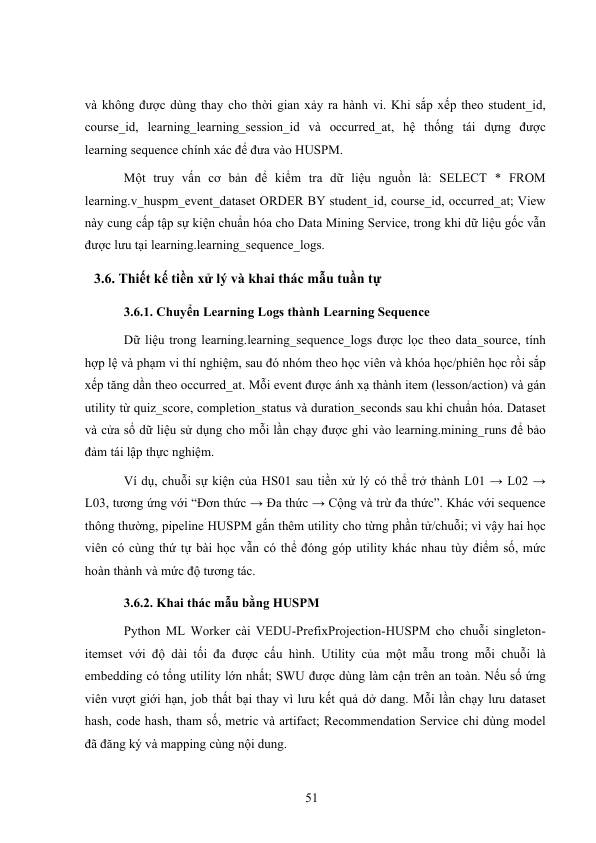 và không được dùng thay cho thời gian xảy ra hành vi. Khi sắp xếp theo student_id,
course_id, learning_learning_session_id và occurred_at, hệ thống tái dựng được
learning sequence chính xác để đưa vào HUSPM.
Một truy vấn cơ bản để kiểm tra dữ liệu nguồn là: SELECT * FROM
learning.v_huspm_event_dataset ORDER BY student_id, course_id, occurred_at; View
này cung cấp tập sự kiện chuẩn hóa cho Data Mining Service, trong khi dữ liệu gốc vẫn
được lưu tại learning.learning_sequence_logs.
3.6. Thiết kế tiền xử lý và khai thác mẫu tuần tự
3.6.1. Chuyển Learning Logs thành Learning Sequence
Dữ liệu trong learning.learning_sequence_logs được lọc theo data_source, tính
hợp lệ và phạm vi thí nghiệm, sau đó nhóm theo học viên và khóa học/phiên học rồi sắp
xếp tăng dần theo occurred_at. Mỗi event được ánh xạ thành item (lesson/action) và gán
utility từ quiz_score, completion_status và duration_seconds sau khi chuẩn hóa. Dataset
và cửa sổ dữ liệu sử dụng cho mỗi lần chạy được ghi vào learning.mining_runs để bảo
đảm tái lập thực nghiệm.
Ví dụ, chuỗi sự kiện của HS01 sau tiền xử lý có thể trở thành L01 → L02 →
L03, tương ứng với “Đơn thức → Đa thức → Cộng và trừ đa thức”. Khác với sequence
thông thường, pipeline HUSPM gắn thêm utility cho từng phần tử/chuỗi; vì vậy hai học
viên có cùng thứ tự bài học vẫn có thể đóng góp utility khác nhau tùy điểm số, mức
hoàn thành và mức độ tương tác.
3.6.2. Khai thác mẫu bằng HUSPM
Python ML Worker cài VEDU-PrefixProjection-HUSPM cho chuỗi singleton-
itemset với độ dài tối đa được cấu hình. Utility của một mẫu trong mỗi chuỗi là
embedding có tổng utility lớn nhất; SWU được dùng làm cận trên an toàn. Nếu số ứng
viên vượt giới hạn, job thất bại thay vì lưu kết quả dở dang. Mỗi lần chạy lưu dataset
hash, code hash, tham số, metric và artifact; Recommendation Service chỉ dùng model
đã đăng ký và mapping cùng nội dung.
51